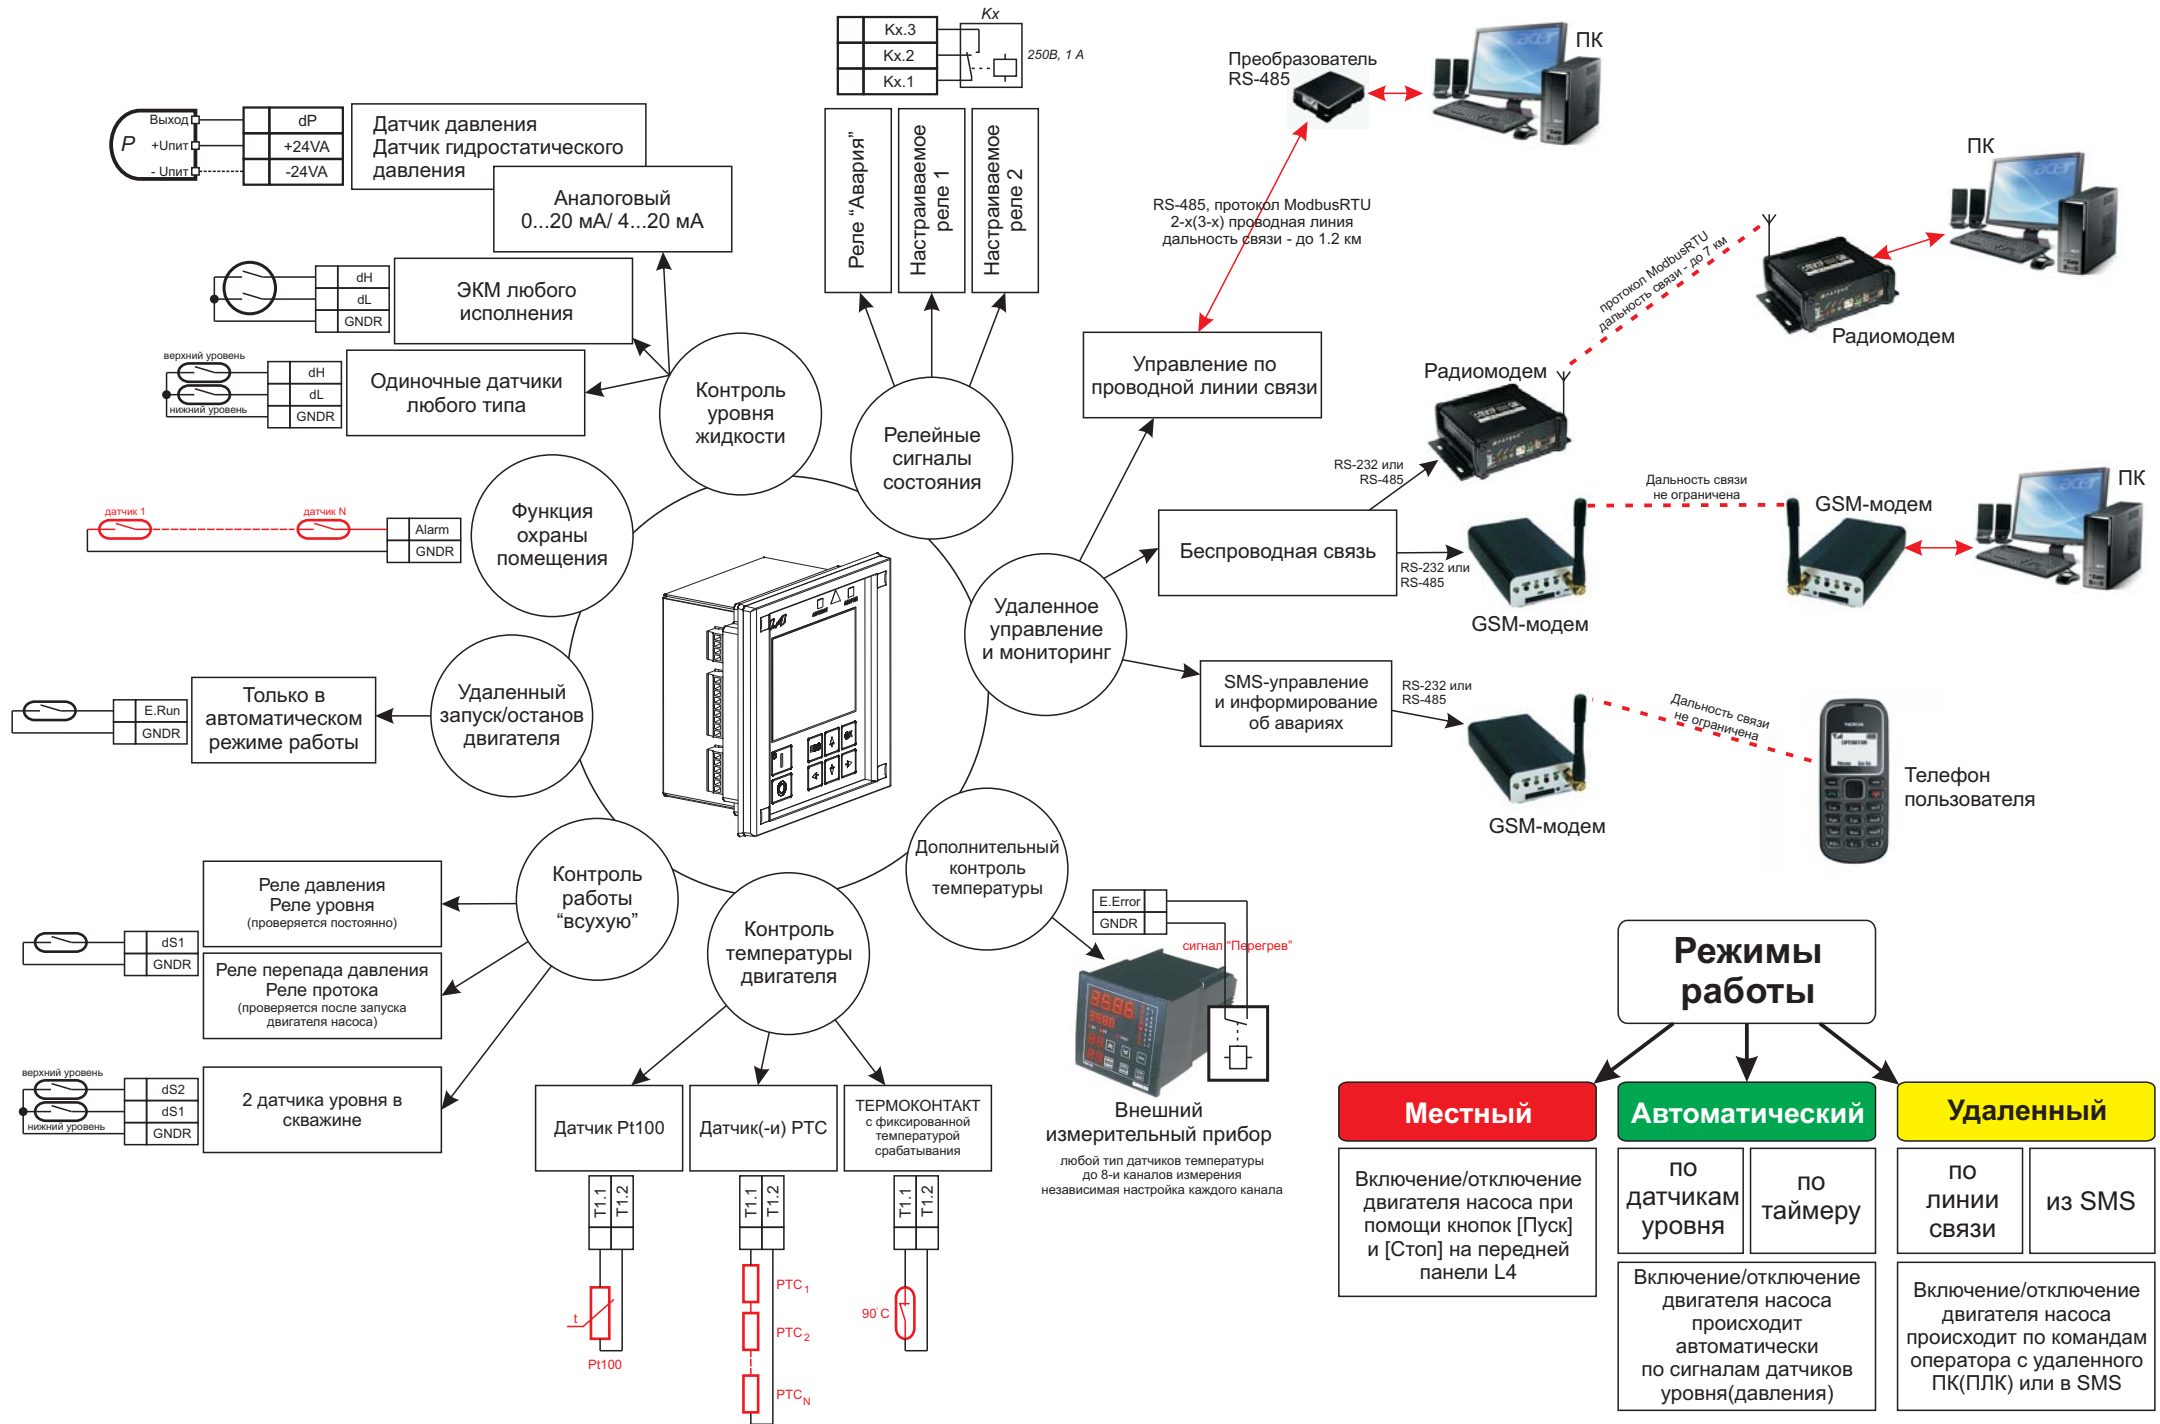 Kx
Kx.3
Kx.2
Kx.1
250В, 1 А
Выход
+Uпит
- Uпит
P
dP
+24VA
-24VA
Датчик давления
Датчик гидростатического
давления
Аналоговый
0...20 мА/ 4...20 мА
dH
dL
GNDR
ЭКМ любого
исполнения
верхний уровень
нижний уровень
dH
dL
GNDR
Одиночные датчики
любого типа
Реле “Авария”
Настраиваемое
реле 1
Настраиваемое
реле 2
Контроль
уровня
жидкости
Релейные
сигналы
состояния
датчик 1
датчик N
Alarm
GNDR
Функция
охраны
помещения
E.Run
GNDR
Только в
автоматическом
режиме работы
Удаленный
запуск/останов
двигателя
Реле давления
Реле уровня
(проверяется постоянно)
dS1
GNDR
Реле перепада давления
Реле протока
(проверяется после запуска
двигателя насоса)
верхний уровень
нижний уровень
dS2
dS1
GNDR
2 датчика уровня в
скважине
Контроль
работы
“всухую”
Контроль
температуры
двигателя
Датчик Pt100
Датчик(-и) PTC
ТЕРМОКОНТАКТ
с фиксированной
температурой
срабатывания
T1.1
T1.2
T1.1
T1.2
T1.1
T1.2
t
Pt100
PTC1
PTC2
PTCN
90°C
Дополнительный
контроль
температуры
E.Error
GNDR
сигнал “Перегрев”
Внешний
измерительный прибор
любой тип датчиков температуры
до 8-и каналов измерения
независимая настройка каждого канала
Удаленное
управление
и мониторинг
Преобразователь
RS-485
ПК
RS-485, протокол ModbusRTU
2-х(3-х) проводная линия
дальность связи - до 1.2 км
Управление по
проводной линии связи
ПК
протокол ModbusRTU
дальность связи - до 7 км
Радиомодем
Радиомодем
RS-232 или
RS-485
Беспроводная связь
RS-232 или
RS-485
GSM-модем
Дальность связи
не ограничена
GSM-модем
ПК
SMS-управление
и информирование
об авариях
RS-232 или
RS-485
GSM-модем
Дальность связи
не ограничена
NOKIA
Телефон
пользователя
Режимы
работы
Местный
Включение/отключение
двигателя насоса при
помощи кнопок [Пуск]
и [Стоп] на передней
панели L4
Автоматический
по
датчикам
уровня
по
таймеру
Включение/отключение
двигателя насоса
происходит
автоматически
по сигналам датчиков
уровня(давления)
Удаленный
по
линии
связи
из SMS
Включение/отключение
двигателя насоса
происходит по командам
оператора с удаленного
ПК(ПЛК) или в SMS